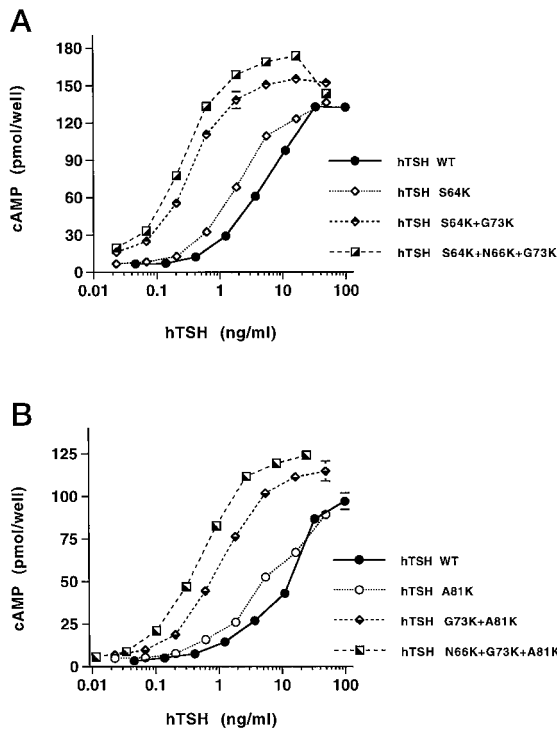 A
180
150
120
90
60
30
0
cAMP (pmol/well)
0.01 0.1 1 10 100
hTSH (ng/ml)
hTSH WT
hTSH S64K
hTSH S64K+G73K
hTSH S64K+N66K+G73K
B
125
100
75
50
25
0
cAMP (pmol/well)
0.01 0.1 1 10 100
hTSH (ng/ml)
hTSH WT
hTSH A81K
hTSH G73K+A81K
hTSH N66K+G73K+A81K